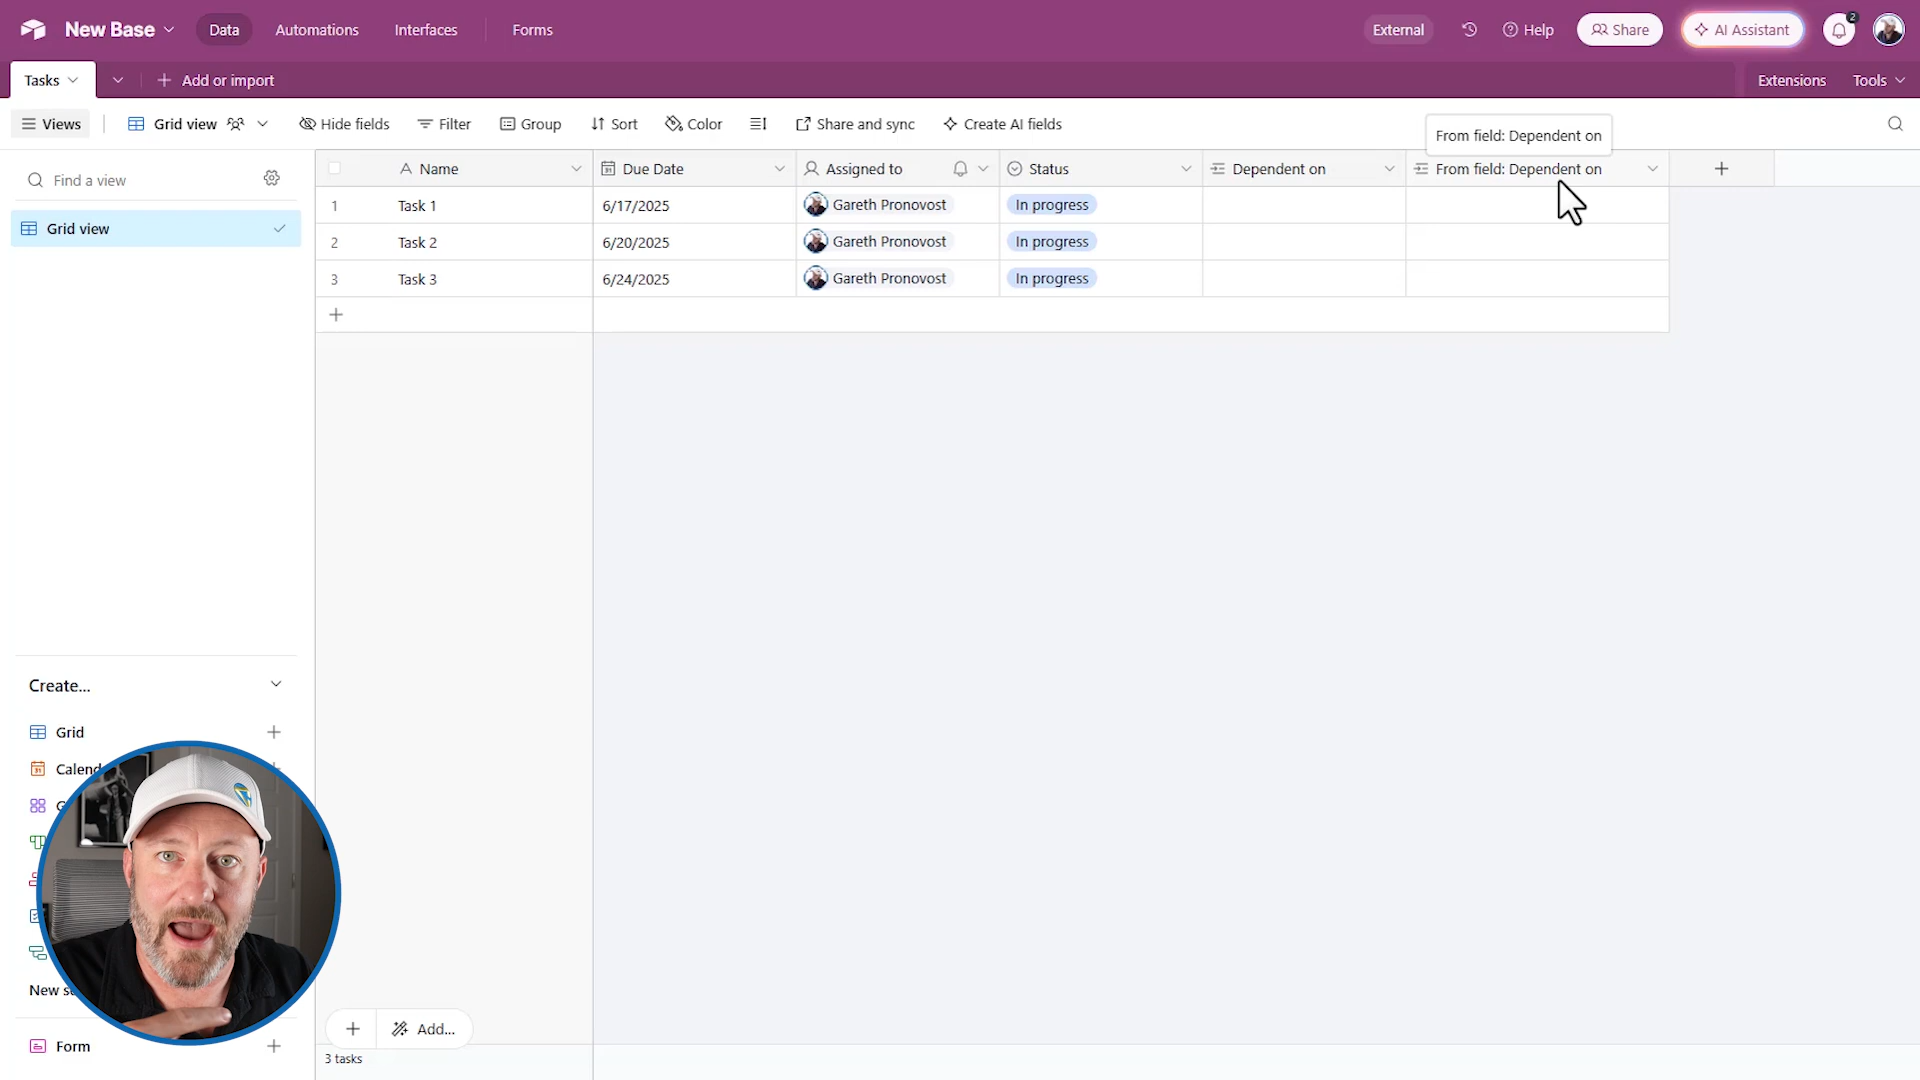 New Base
Data
Automations
Interfaces
Forms
External
Help
Share
AI Assistant
2
Tasks
Add or import
Extensions
Tools
Views
Grid view
Hide fields
Filter
Group
Sort
Color
Share and sync
Create AI fields
From field: Dependent on
Find a view
Grid view
Name
Due Date
Assigned to
Status
Dependent on
From field: Dependent on
1
Task 1
6/17/2025
Gareth Pronovost
In progress
2
Task 2
6/20/2025
Gareth Pronovost
In progress
3
Task 3
6/24/2025
Gareth Pronovost
In progress
Create...
Grid
Calend
New s
Form
Add...
3 tasks